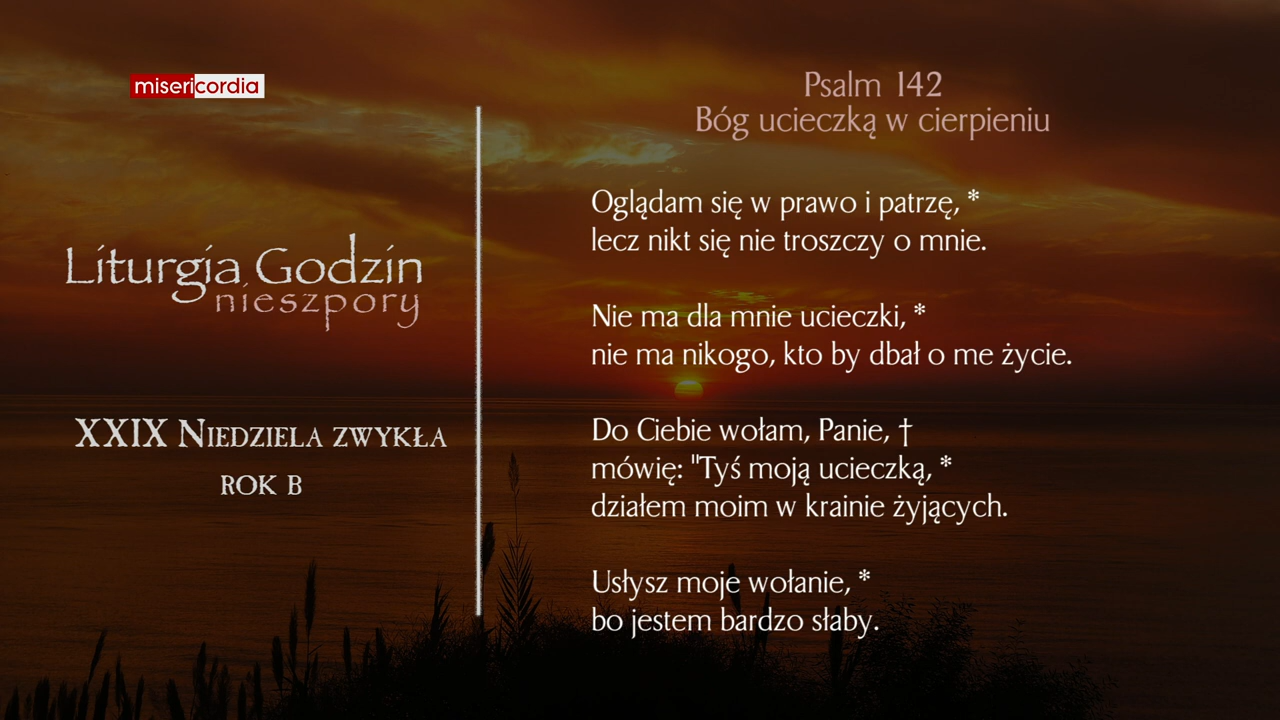 misericordia
Liturgia Godzin
nieszpory
XXIX Niedziela zwykła
rok B
Psalm 142
Bóg ucieczką w cierpieniu
Oglądam się w prawo i patrzę, *
lecz nikt się nie troszczy o mnie.
Nie ma dla mnie ucieczki, *
nie ma nikogo, kto by dbał o me życie.
Do Ciebie wołam, Panie, †
mówię: "Tyś moją ucieczką, *
działem moim w krainie żyjących.
Usłysz moje wołanie, *
bo jestem bardzo słaby.